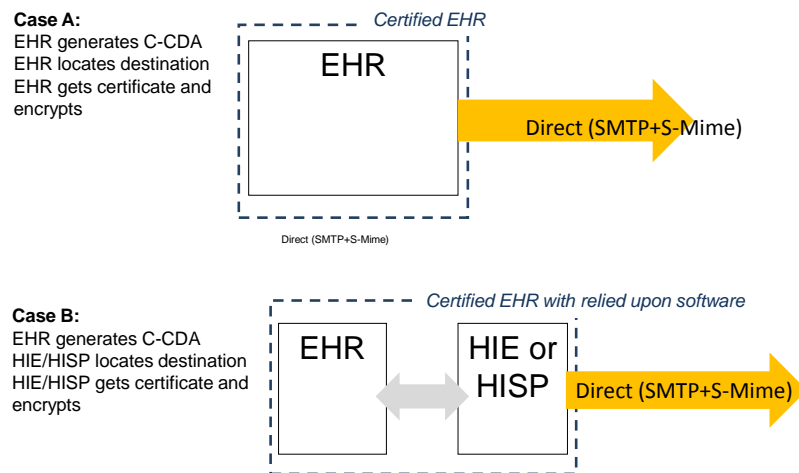 Case A:
EHR generates C-CDA
EHR locates destination
EHR gets certificate and
encrypts
Certified EHR
EHR
Direct (SMTP+S-Mime)
Direct (SMTP+S-Mime)
Case B:
EHR generates C-CDA
HIE/HISP locates destination
HIE/HISP gets certificate and
encrypts
Certified EHR with relied upon software
EHR
HIE or
HISP
Direct (SMTP+S-Mime)